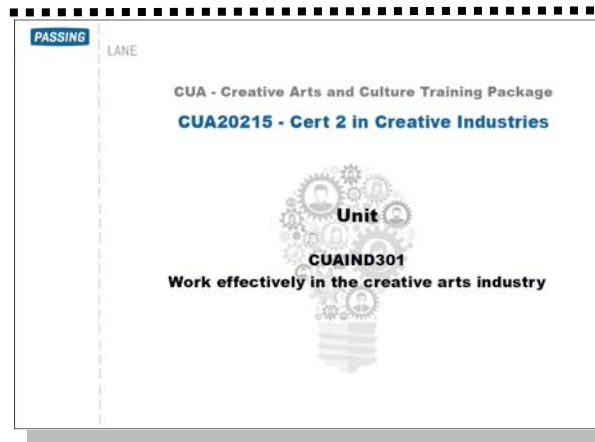 PASSING
LANE
CUA - Creative Arts and Culture Training Package
CUA20215 - Cert 2 in Creative Industries
Unit
CUAIND301
Work effectively in the creative arts industry